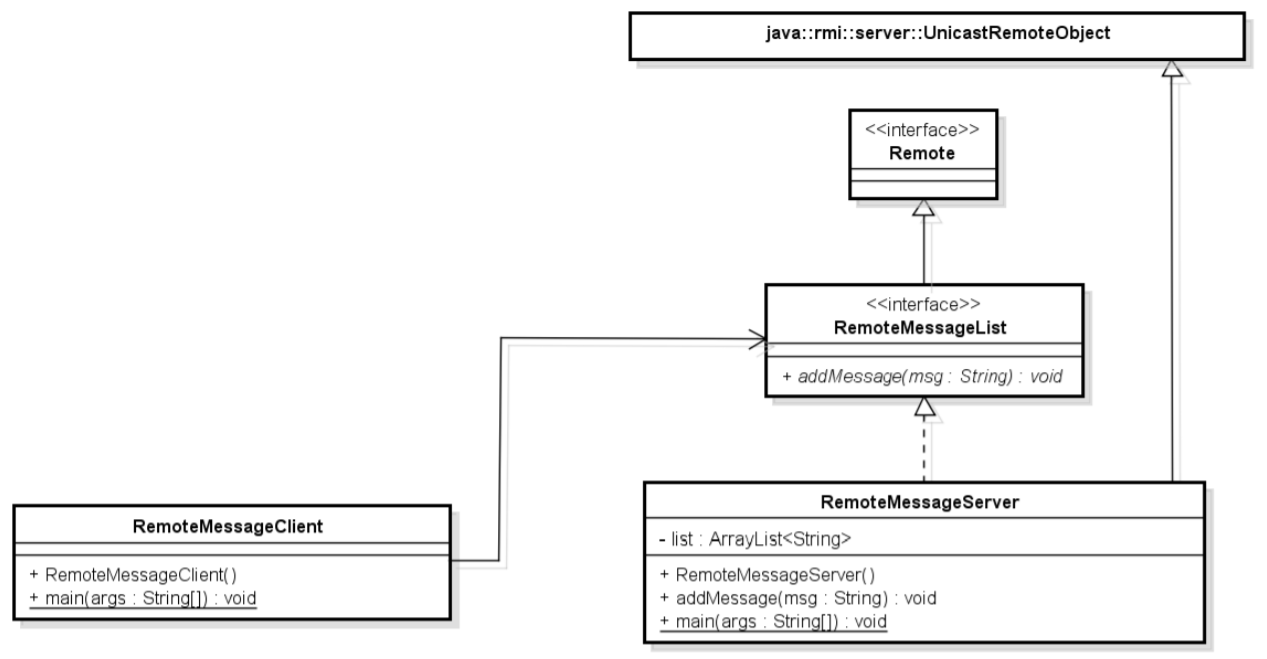 java::rmi::server::UnicastRemoteObject
<<interface>>
Remote
<<interface>>
RemoteMessageList
+ addMessage(msg : String) : void
RemoteMessageClient
+ RemoteMessageClient()
+ main(args : String[]) : void
RemoteMessageServer
- list : ArrayList<String>
+ RemoteMessageServer()
+ addMessage(msg : String) : void
+ main(args : String[]) : void